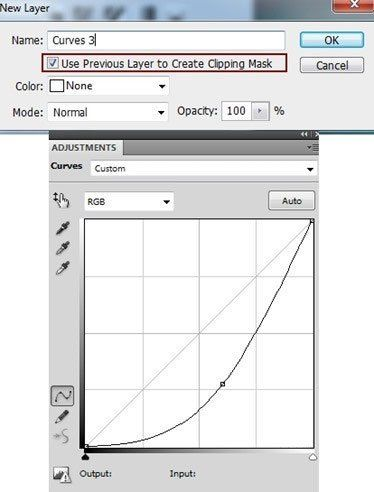 New Layer
Name: Curves 3
OK
Use Previous Layer to Create Clipping Mask
Cancel
Color: None
Mode: Normal Opacity: 100 %
ADJUSTMENTS
Curves Custom
RGB Auto
Output: Input: